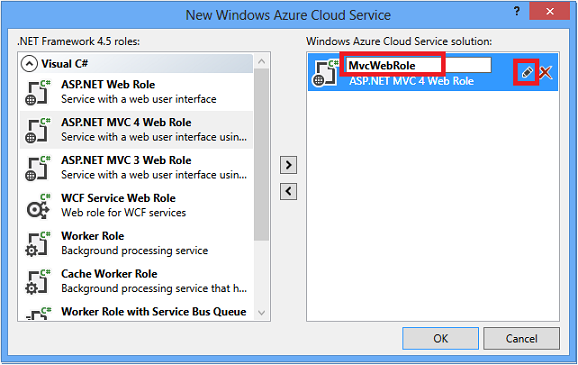 New Windows Azure Cloud Service
?
.NET Framework 4.5 roles:
Visual C#
C#
ASP.NET Web Role
Service with a web user interface
C#
ASP.NET MVC 4 Web Role
Service with a web user interface usin...
C#
ASP.NET MVC 3 Web Role
Service with a web user interface usin...
C#
WCF Service Web Role
Web role for WCF services
C#
Worker Role
Background processing service
C#
Cache Worker Role
Background processing service that h...
C#
Worker Role with Service Bus Queue
>
<
Windows Azure Cloud Service solution:
C#
MvcWebRole
ASP.NET MVC 4 Web Role
OK
Cancel